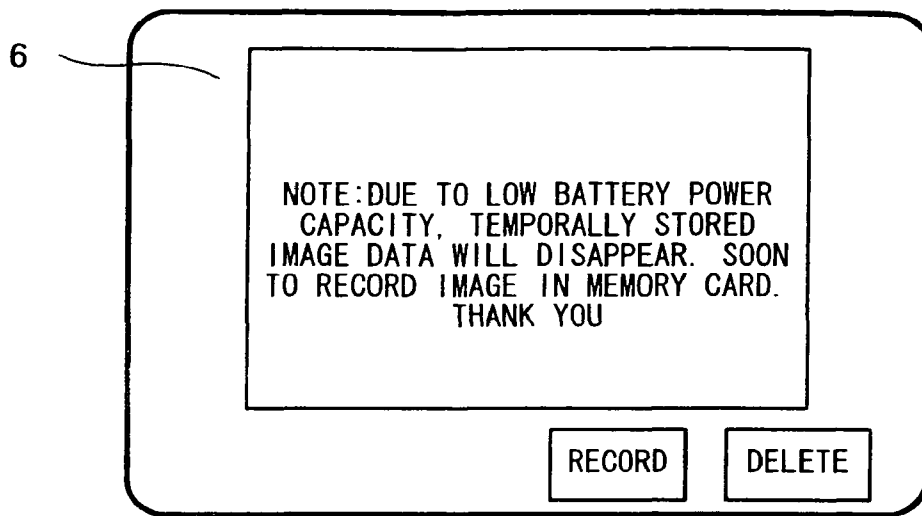 6
NOTE:DUE TO LOW BATTERY POWER
CAPACITY, TEMPORALLY STORED
IMAGE DATA WILL DISAPPEAR. SOON
TO RECORD IMAGE IN MEMORY CARD.
THANK YOU
RECORD
DELETE